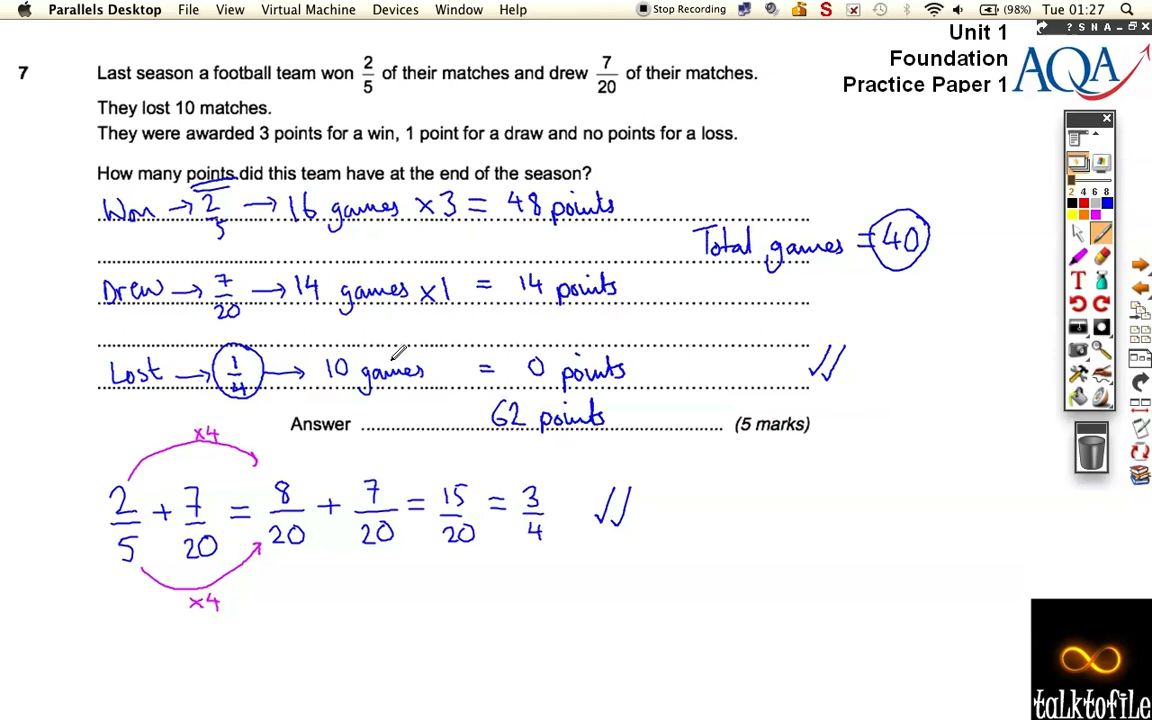 Parallels Desktop File View Virtual Machine Devices Window Help Stop Recording S (98%) Tue 01:27
? S N A
Unit 1
Foundation
Practice Paper 1
AQA
7 Last season a football team won 2/5 of their matches and drew 7/20 of their matches.
They lost 10 matches.
They were awarded 3 points for a win, 1 point for a draw and no points for a loss.
How many points did this team have at the end of the season?
Won → 2/5 → 16 games ×3 = 48 points
Total games = 40
Drew → 7/20 → 14 games ×1 = 14 points
Lost → 1/4 → 10 games = 0 points
62 points
Answer (5 marks)
×4
2/5 + 7/20 = 8/20 + 7/20 = 15/20 = 3/4
×4
2 4 6 8
T
talktofile